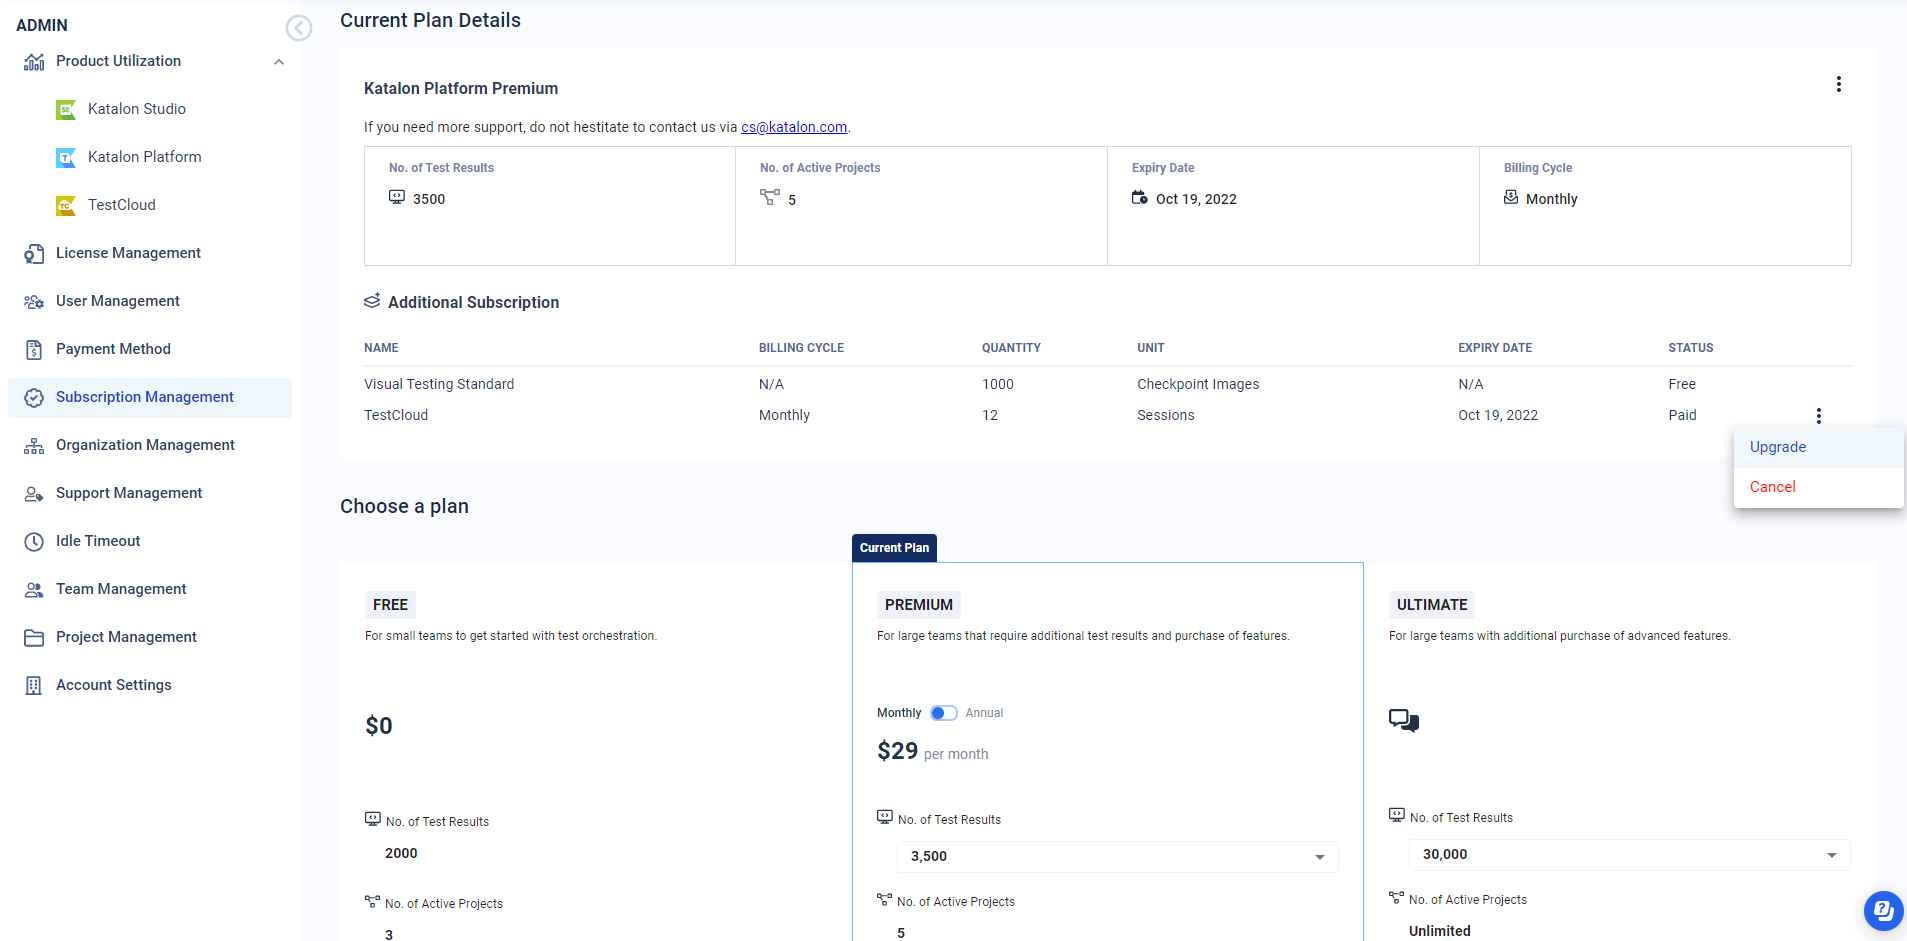 ADMIN
Product Utilization
Katalon Studio
Katalon Platform
TestCloud
License Management
User Management
Payment Method
Subscription Management
Organization Management
Support Management
Idle Timeout
Team Management
Project Management
Account Settings
Current Plan Details
Katalon Platform Premium
If you need more support, do not hestitate to contact us via cs@katalon.com.
No. of Test Results
3500
No. of Active Projects
5
Expiry Date
Oct 19, 2022
Billing Cycle
Monthly
Additional Subscription
NAME BILLING CYCLE QUANTITY UNIT EXPIRY DATE STATUS
Visual Testing Standard N/A 1000 Checkpoint Images N/A Free
TestCloud Monthly 12 Sessions Oct 19, 2022 Paid
Upgrade
Cancel
Choose a plan
FREE
For small teams to get started with test orchestration.
$0
No. of Test Results
2000
No. of Active Projects
3
Current Plan
PREMIUM
For large teams that require additional test results and purchase of features.
Monthly Annual
$29 per month
No. of Test Results
3,500
No. of Active Projects
5
ULTIMATE
For large teams with additional purchase of advanced features.
No. of Test Results
30,000
No. of Active Projects
Unlimited